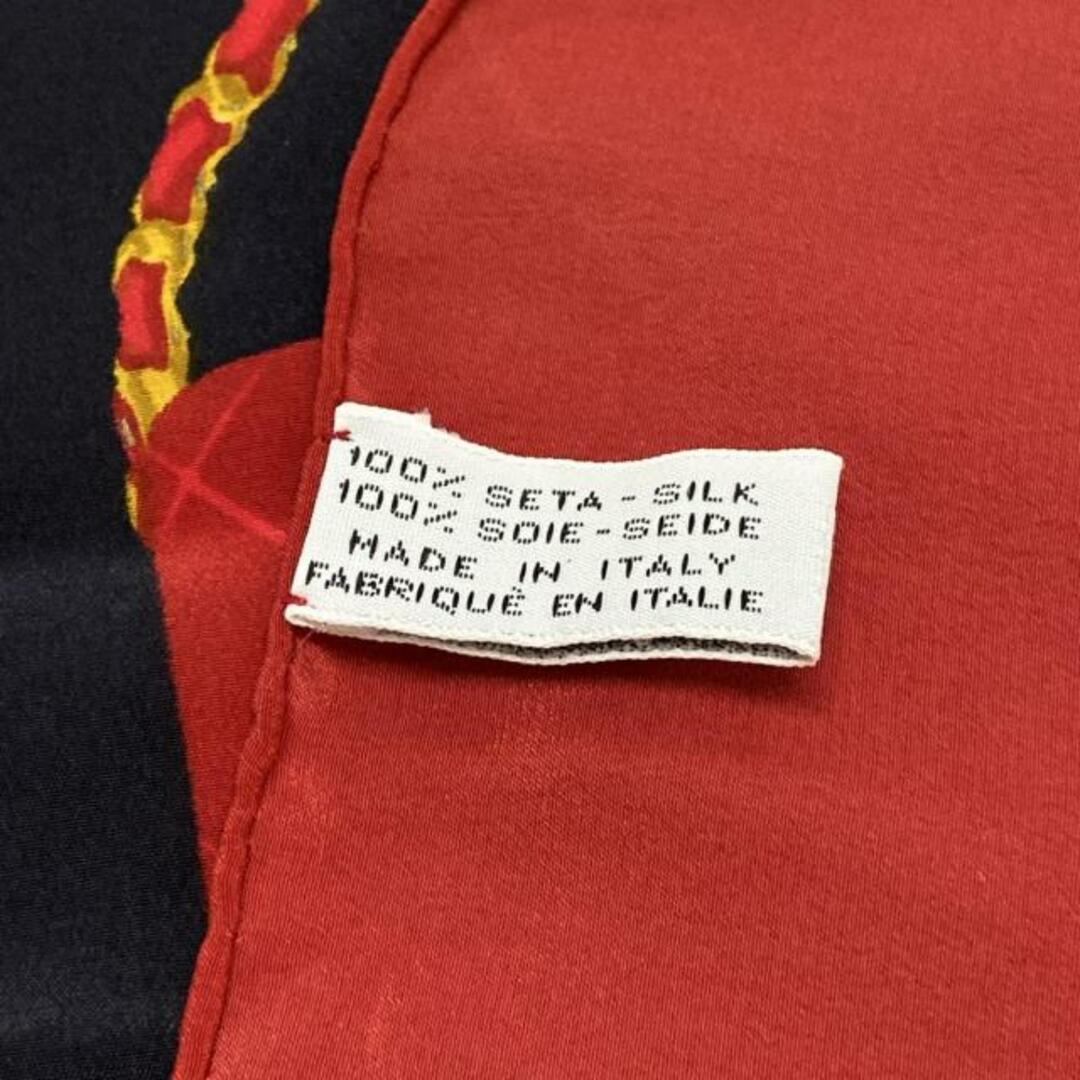 100% SETA - SILK
100% SOIE - SEIDE
MADE IN ITALY
FABRIQUÉ EN ITALIE